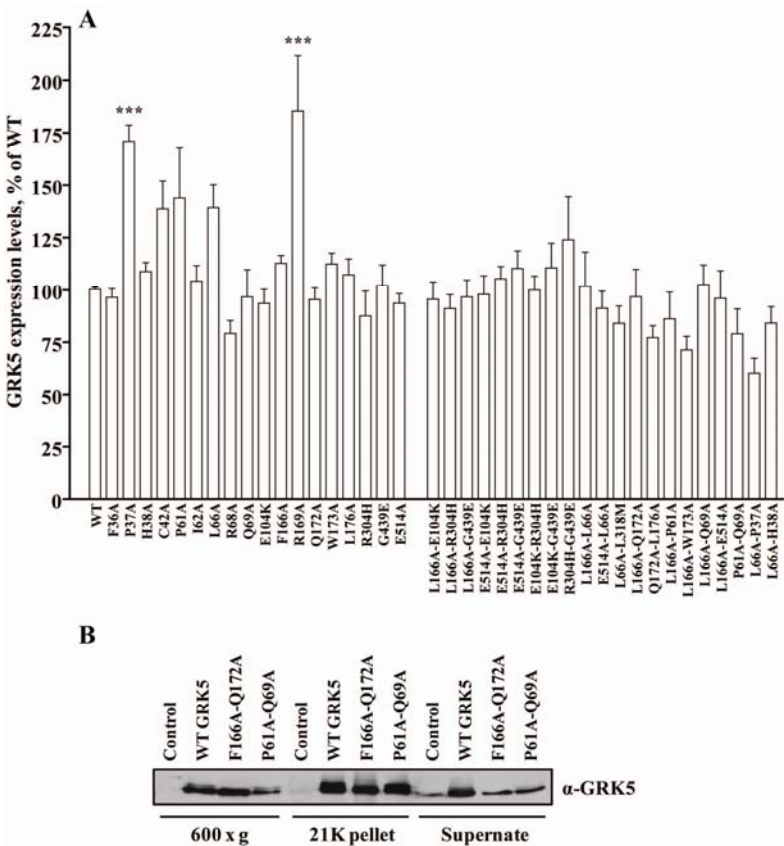 A
GRK5 expression levels, % of WT
225
200
175
150
125
100
75
50
25
0
***
***
WT
F36A
P37A
H38A
C42A
P61A
I62A
L66A
R68A
Q69A
E104K
F166A
R169A
Q172A
W173A
L176A
R304H
G439E
E514A
L166A-E104K
L166A-R304H
L166A-G439E
E514A-E104K
E514A-R304H
E514A-G439E
E104K-R304H
E104K-G439E
R304H-G439E
L166A-L66A
E514A-L66A
L66A-L318M
L166A-Q172A
Q172A-L176A
L166A-P61A
L166A-W173A
L166A-Q69A
L166A-E514A
P61A-Q69A
L66A-P37A
L66A-H38A
B
Control
WT GRK5
F166A-Q172A
P61A-Q69A
Control
WT GRK5
F166A-Q172A
P61A-Q69A
Control
WT GRK5
F166A-Q172A
P61A-Q69A
α-GRK5
600 x g
21K pellet
Supernate